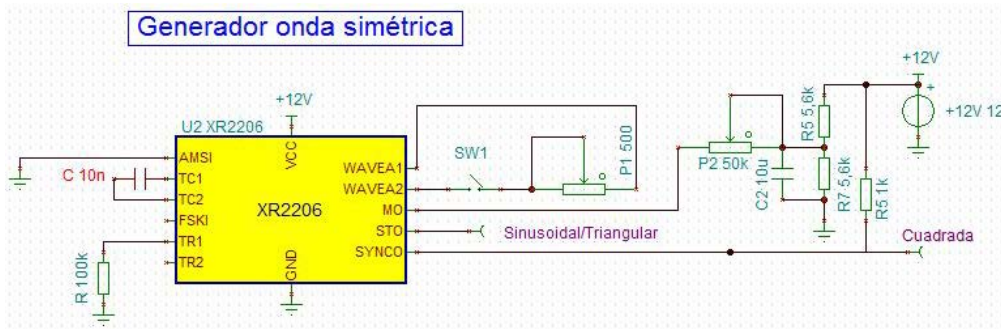 Generador onda simétrica
+12V
U2 XR2206
AMSI
TC1
TC2
FSKI
TR1
TR2
VCC
XR2206
GND
WAVEA1
WAVEA2
MO
STO
SYNCO
C 10n
R 100k
SW1
P1 500
P2 50k
C2 10u
R5 5,6k
R7 5,6k
R5 1k
+12V
+
+12V 12
Sinusoidal/Triangular
Cuadrada